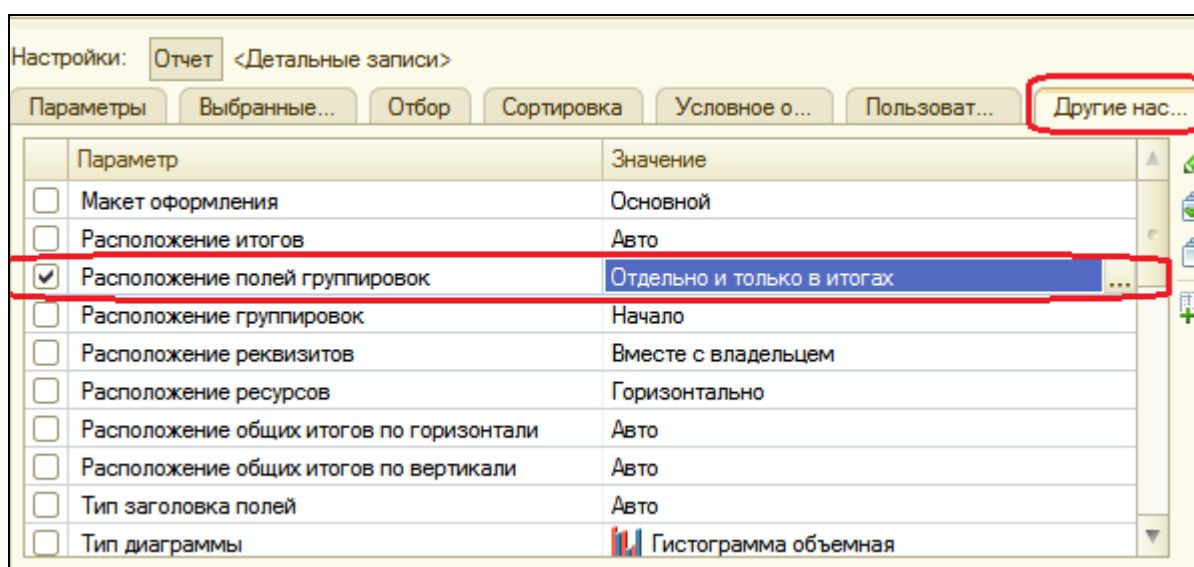 Настройки: Отчет <Детальные записи>
Параметры Выбранные... Отбор Сортировка Условное о... Пользоват... Другие нас...
Параметр Значение
Макет оформления Основной
Расположение итогов Авто
Расположение полей группировок Отдельно и только в итогах ...
Расположение группировок Начало
Расположение реквизитов Вместе с владельцем
Расположение ресурсов Горизонтально
Расположение общих итогов по горизонтали Авто
Расположение общих итогов по вертикали Авто
Тип заголовка полей Авто
Тип диаграммы Гистограмма объемная